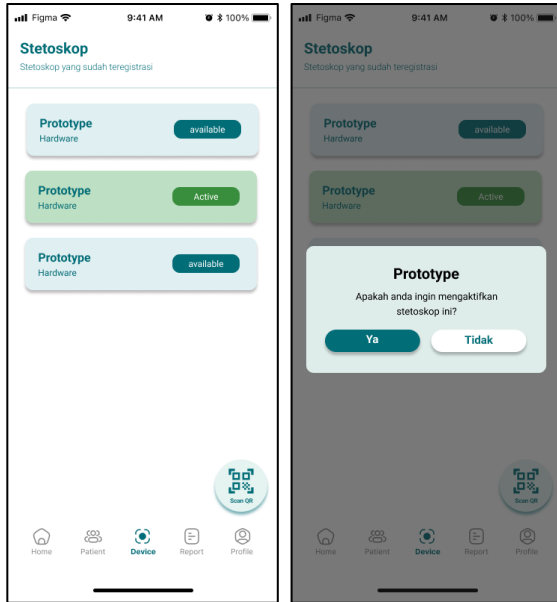 Figma 9:41 AM 100%
Stetoskop
Stetoskop yang sudah teregistrasi
Prototype
Hardware
available
Prototype
Hardware
Active
Prototype
Hardware
available
Scan QR
Home Patient Device Report Profile
Figma 9:41 AM 100%
Stetoskop
Stetoskop yang sudah teregistrasi
Prototype
Hardware
available
Prototype
Hardware
Active
Prototype
Apakah anda ingin mengaktifkan
stetoskop ini?
Ya Tidak
Scan QR
Home Patient Device Report Profile